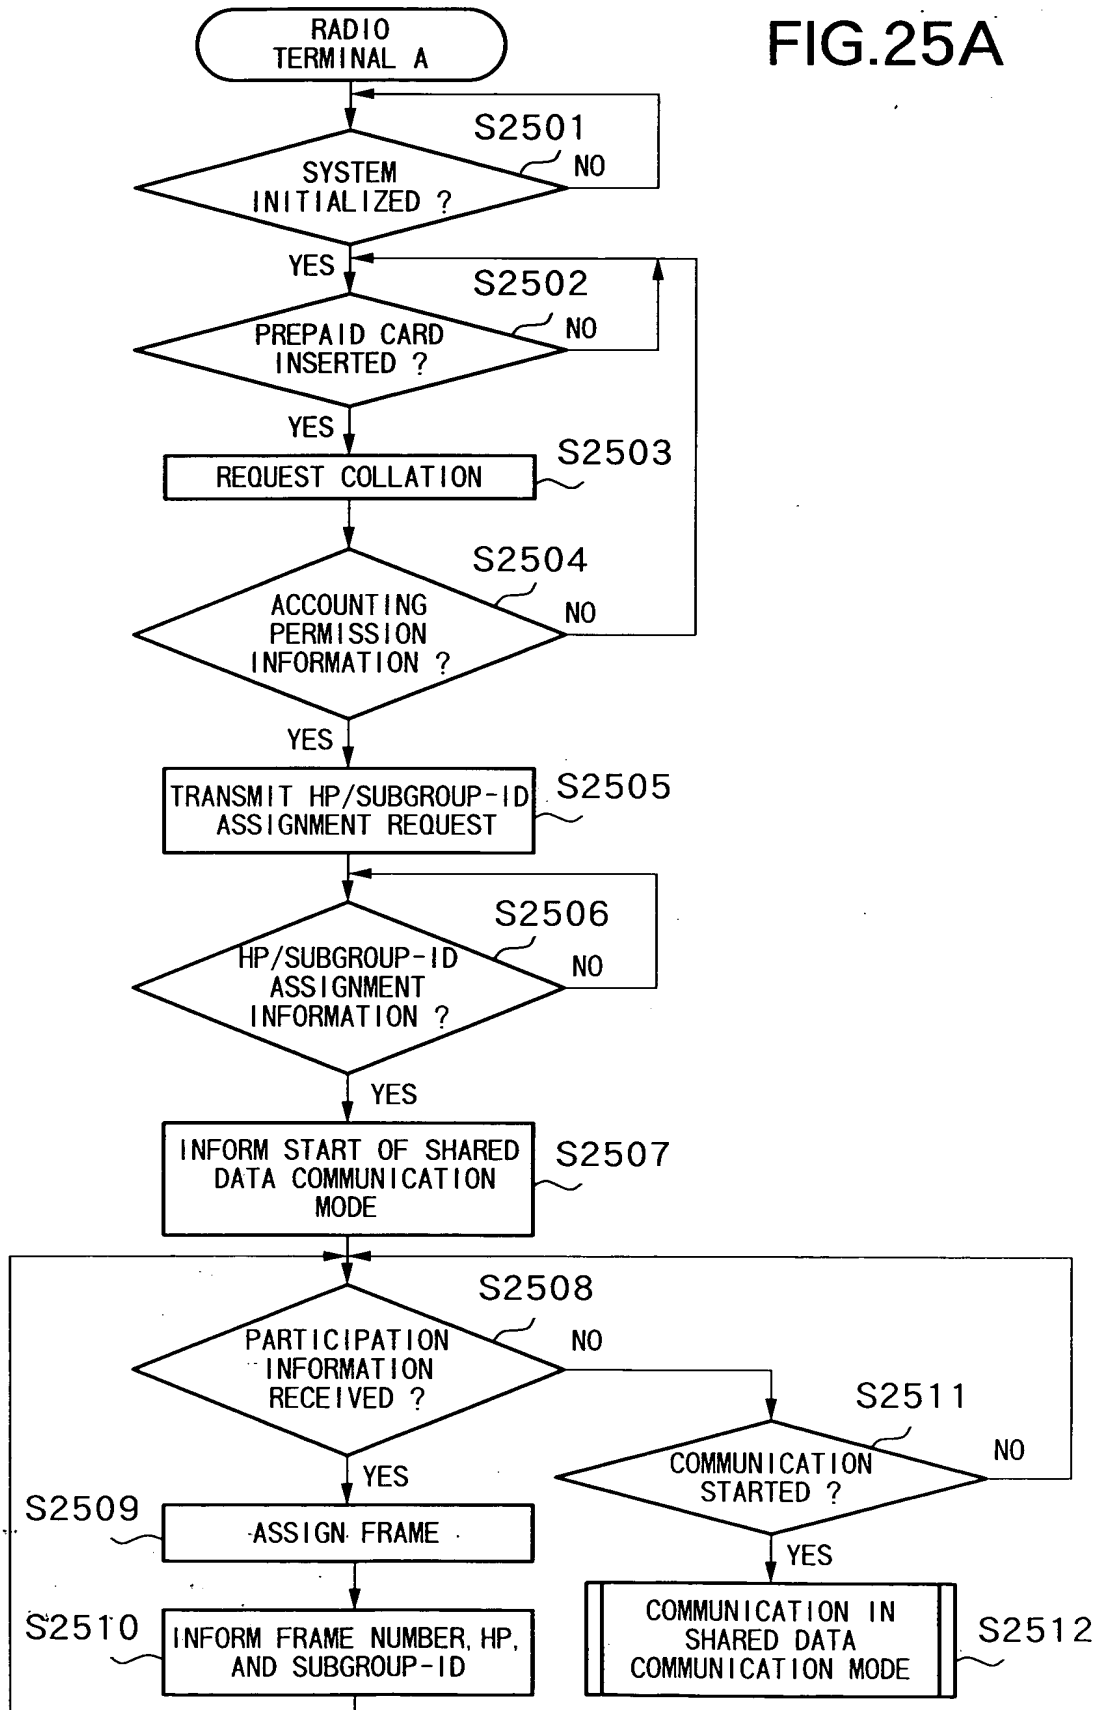 FIG.25A
RADIO
TERMINAL A
S2501
SYSTEM
INITIALIZED ?
NO
YES
S2502
PREPAID CARD
INSERTED ?
NO
YES
S2503
REQUEST COLLATION
S2504
ACCOUNTING
PERMISSION
INFORMATION ?
NO
YES
S2505
TRANSMIT HP/SUBGROUP-ID
ASSIGNMENT REQUEST
S2506
HP/SUBGROUP-ID
ASSIGNMENT
INFORMATION ?
NO
YES
S2507
INFORM START OF SHARED
DATA COMMUNICATION
MODE
S2508
PARTICIPATION
INFORMATION
RECEIVED ?
NO
YES
S2511
COMMUNICATION
STARTED ?
NO
YES
S2509
ASSIGN FRAME
S2510
INFORM FRAME NUMBER, HP,
AND SUBGROUP-ID
COMMUNICATION IN
SHARED DATA
COMMUNICATION MODE
S2512